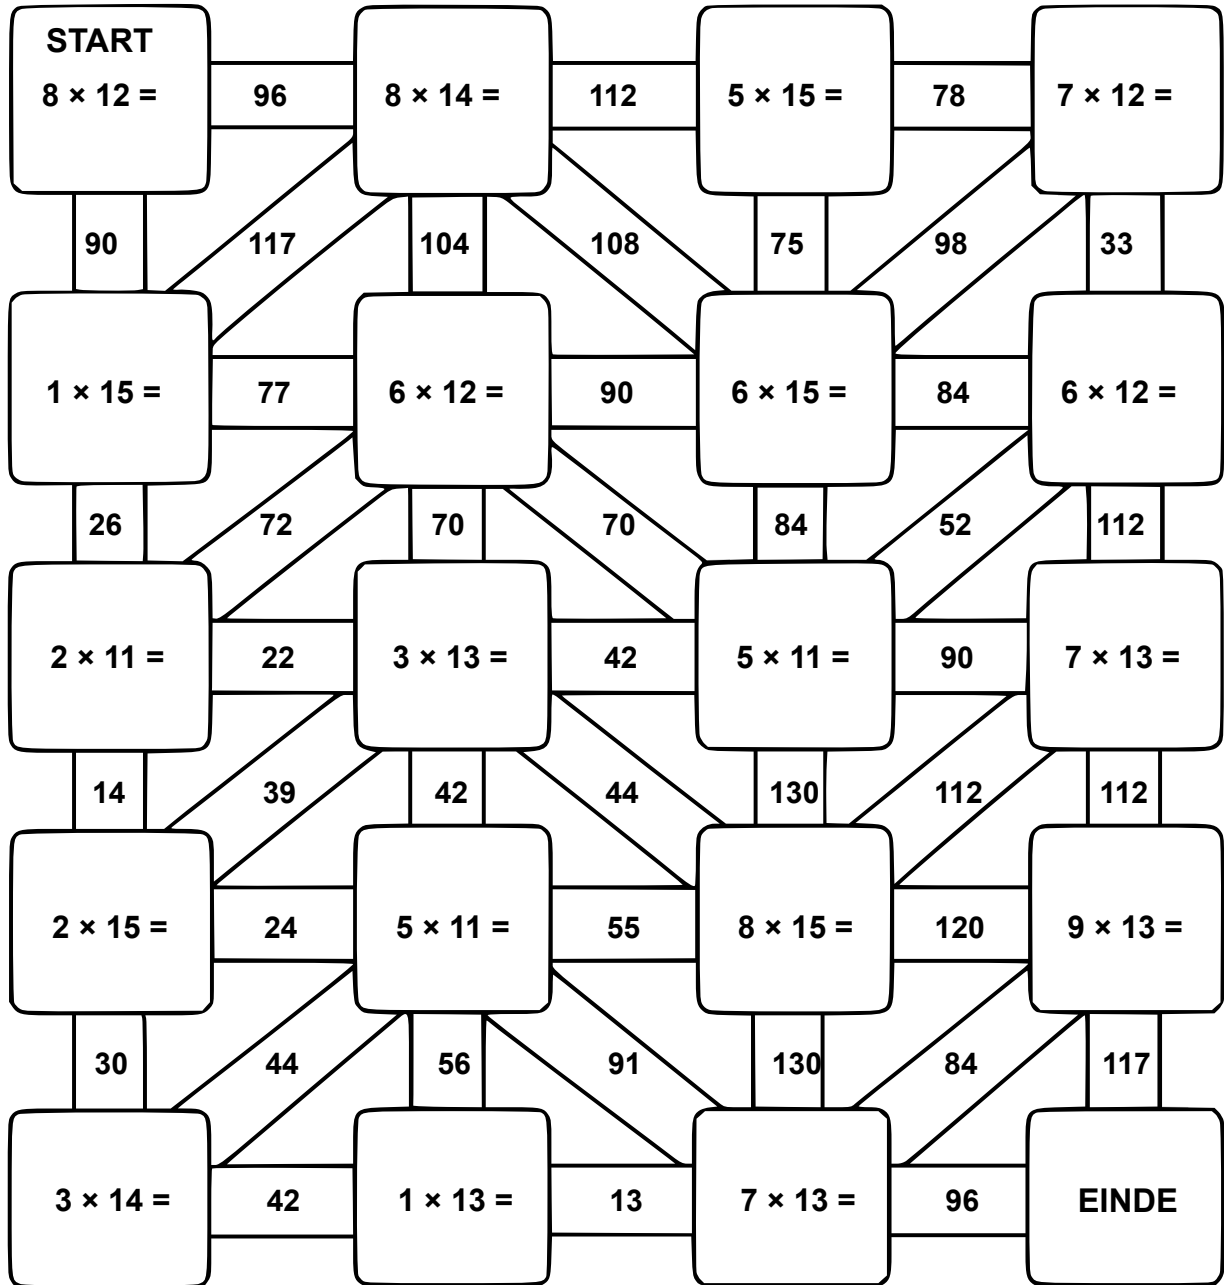 START
8 × 12 = 96 8 × 14 = 112 5 × 15 = 78 7 × 12 =
90 117 104 108 75 98 33
1 × 15 = 77 6 × 12 = 90 6 × 15 = 84 6 × 12 =
26 72 70 70 84 52 112
2 × 11 = 22 3 × 13 = 42 5 × 11 = 90 7 × 13 =
14 39 42 44 130 112 112
2 × 15 = 24 5 × 11 = 55 8 × 15 = 120 9 × 13 =
30 44 56 91 130 84 117
3 × 14 = 42 1 × 13 = 13 7 × 13 = 96 EINDE